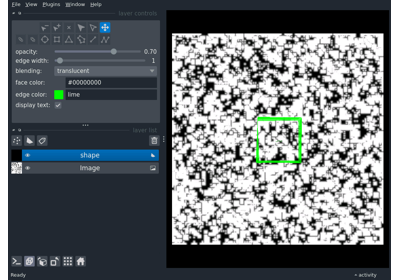 File View Plugins Window Help
layer controls
opacity: 0.70
edge width: 1
blending: translucent
face color: #00000000
edge color: lime
display text:
layer list
shape
Image
Ready
activity